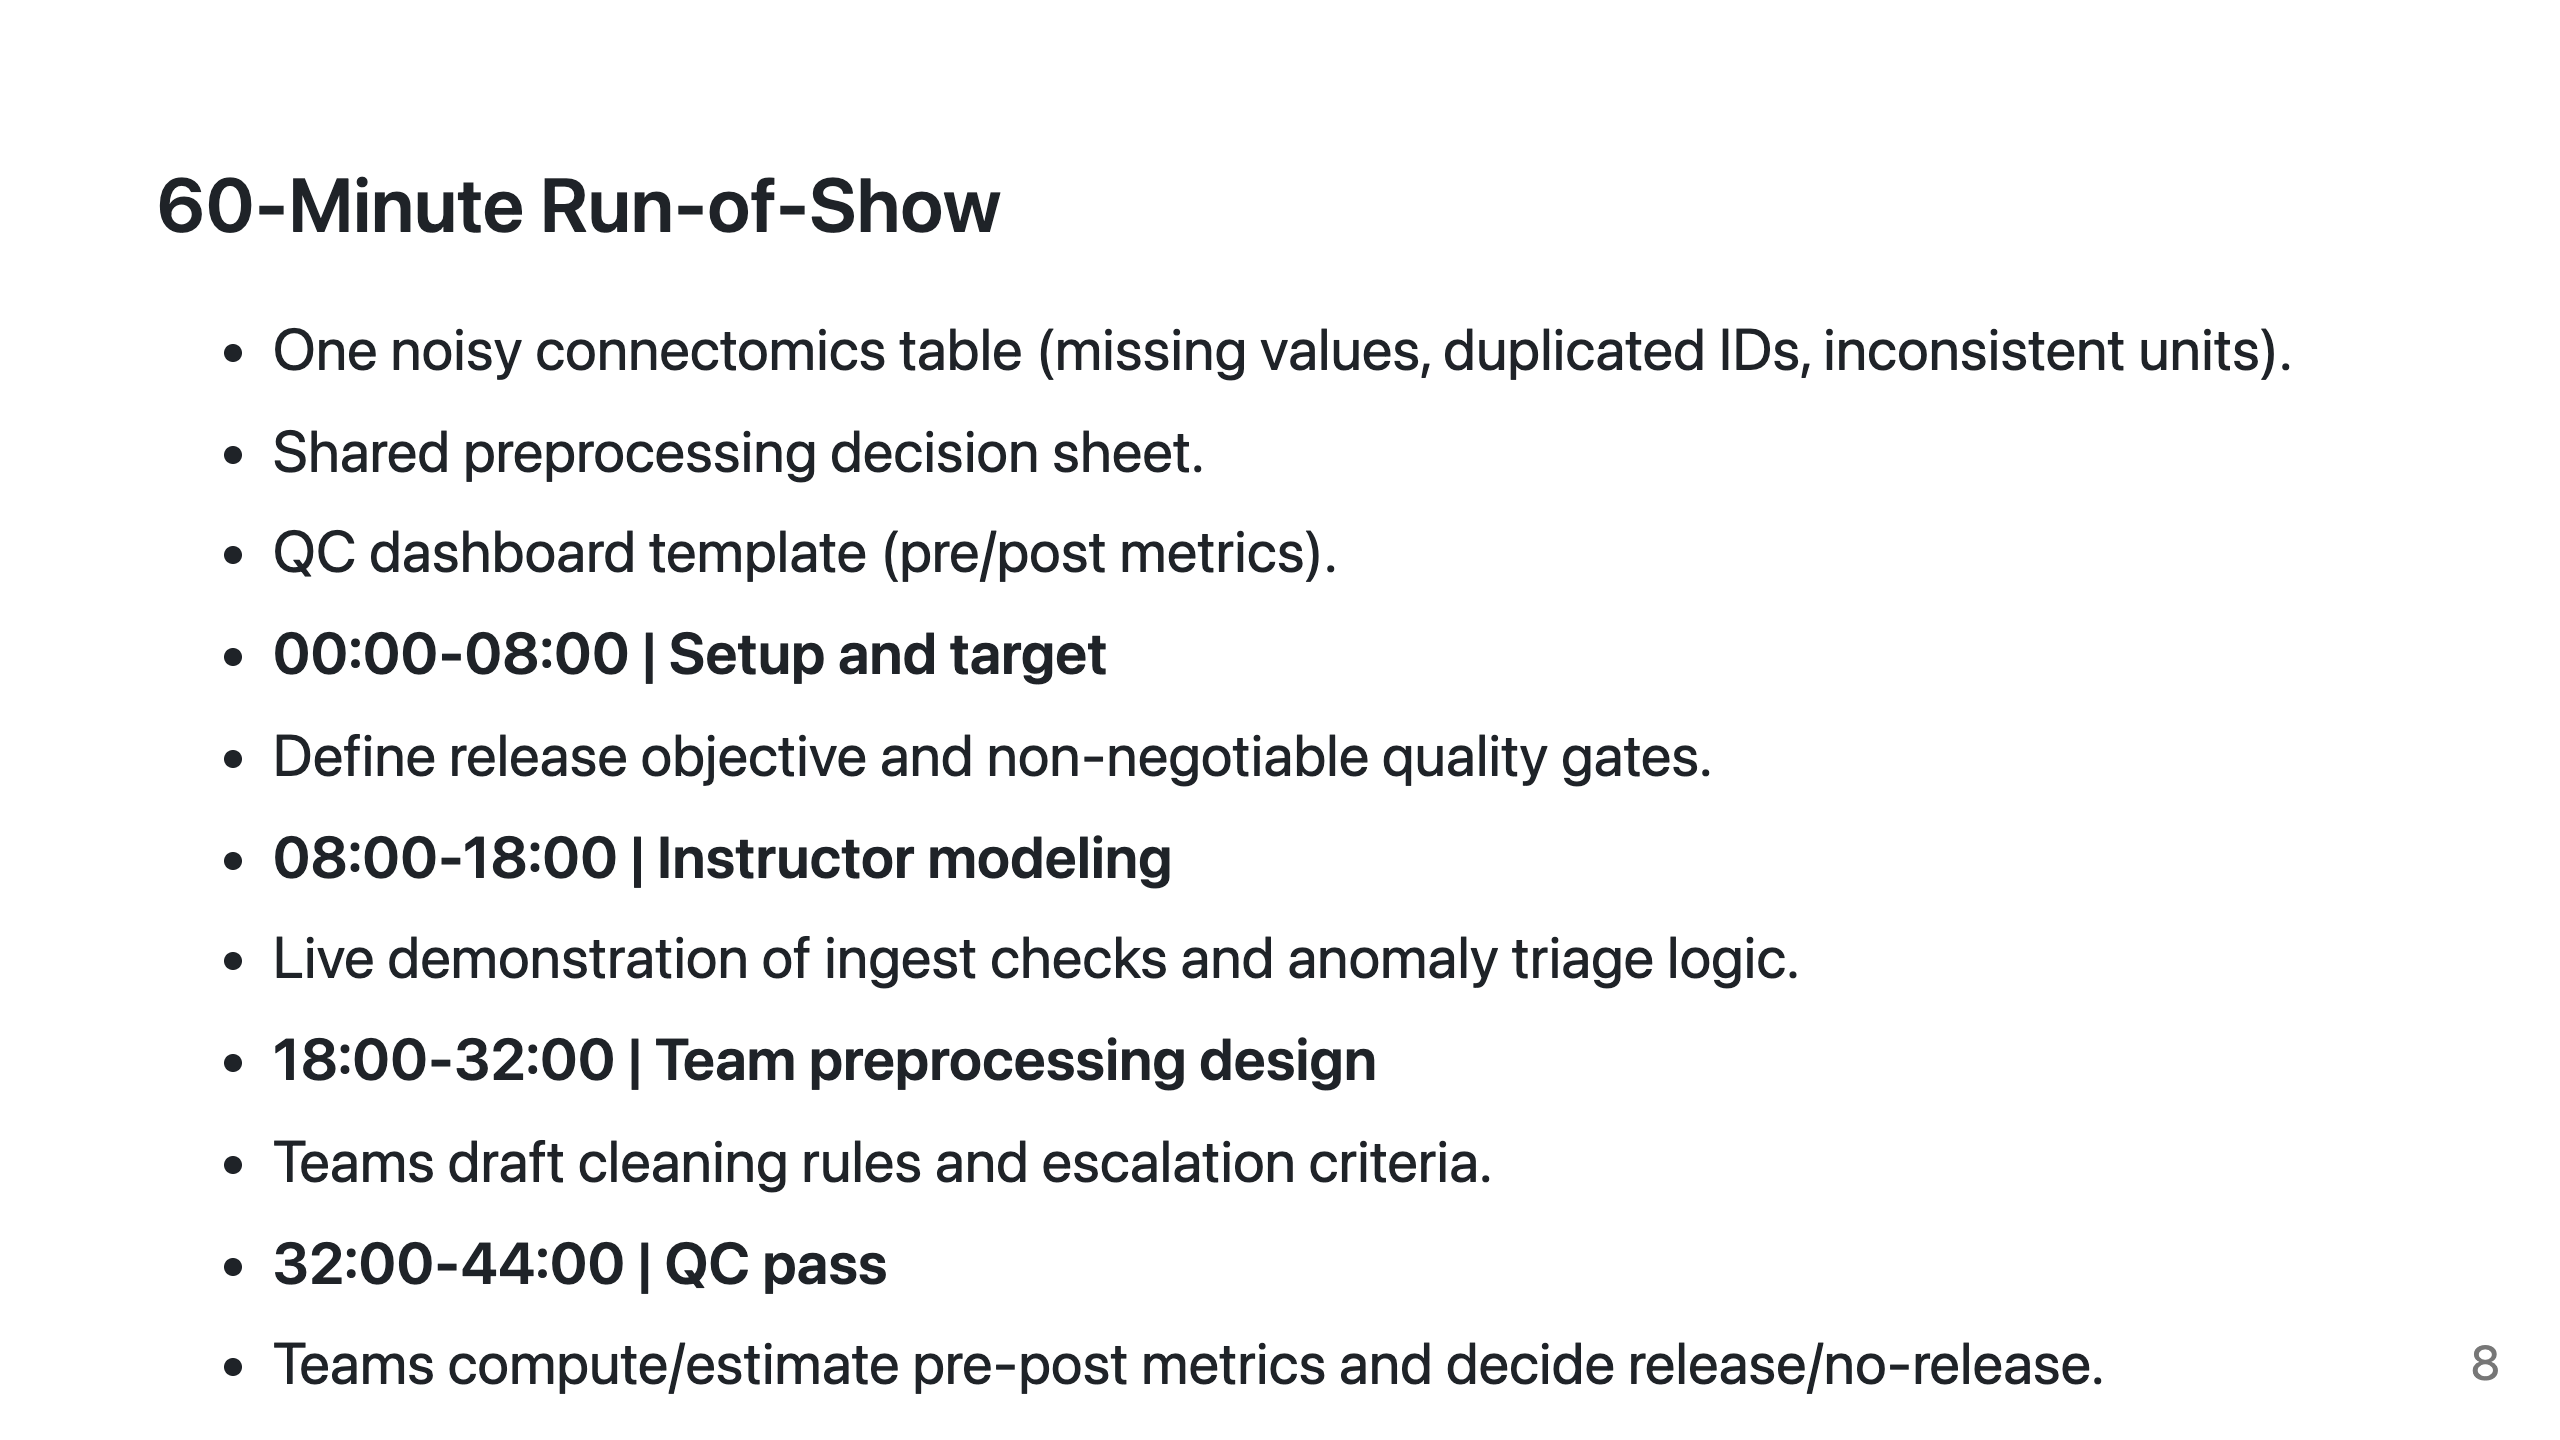 60-Minute Run-of-Show
• One noisy connectomics table (missing values, duplicated IDs, inconsistent units).
• Shared preprocessing decision sheet.
• QC dashboard template (pre/post metrics).
• 00:00-08:00 | Setup and target
• Define release objective and non-negotiable quality gates.
• 08:00-18:00 | Instructor modeling
• Live demonstration of ingest checks and anomaly triage logic.
• 18:00-32:00 | Team preprocessing design
• Teams draft cleaning rules and escalation criteria.
• 32:00-44:00 | QC pass
• Teams compute/estimate pre-post metrics and decide release/no-release.
8